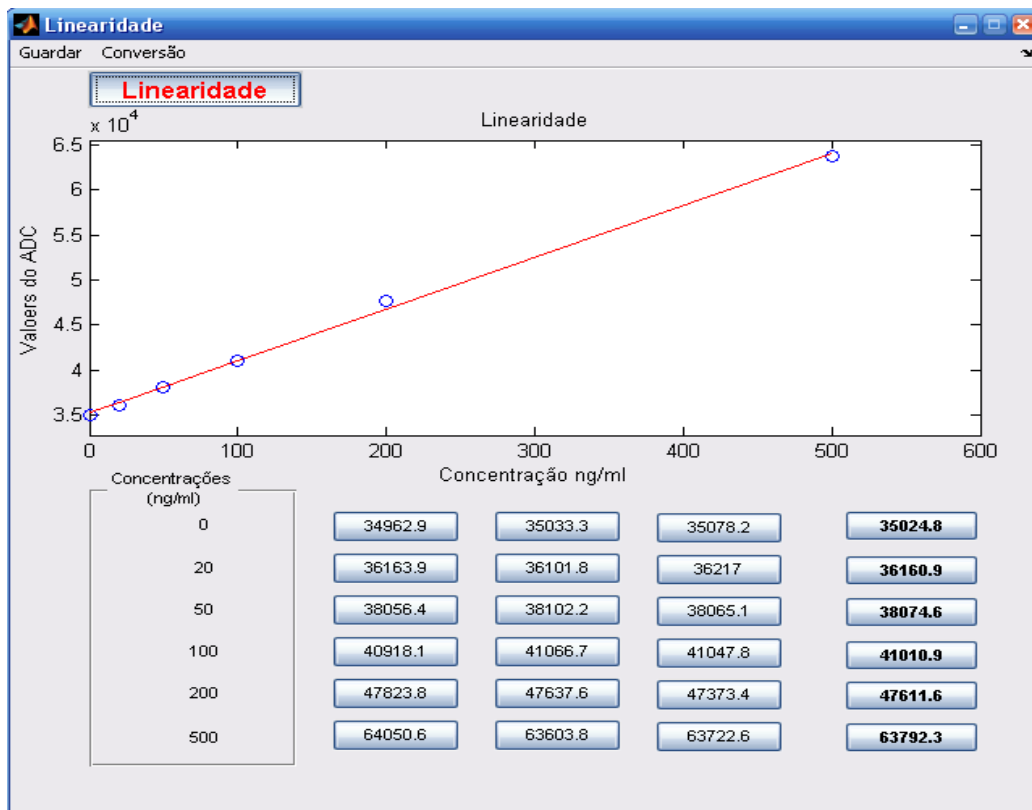 Linearidade
Guardar Conversão
Linearidade
x 10^4
Linearidade
6.5
6
5.5
5
4.5
4
3.5
Valoers do ADC
0 100 200 300 400 500 600
Concentração ng/ml
Concentrações
(ng/ml)
0 34962.9 35033.3 35078.2 35024.8
20 36163.9 36101.8 36217 36160.9
50 38056.4 38102.2 38065.1 38074.6
100 40918.1 41066.7 41047.8 41010.9
200 47823.8 47637.6 47373.4 47611.6
500 64050.6 63603.8 63722.6 63792.3